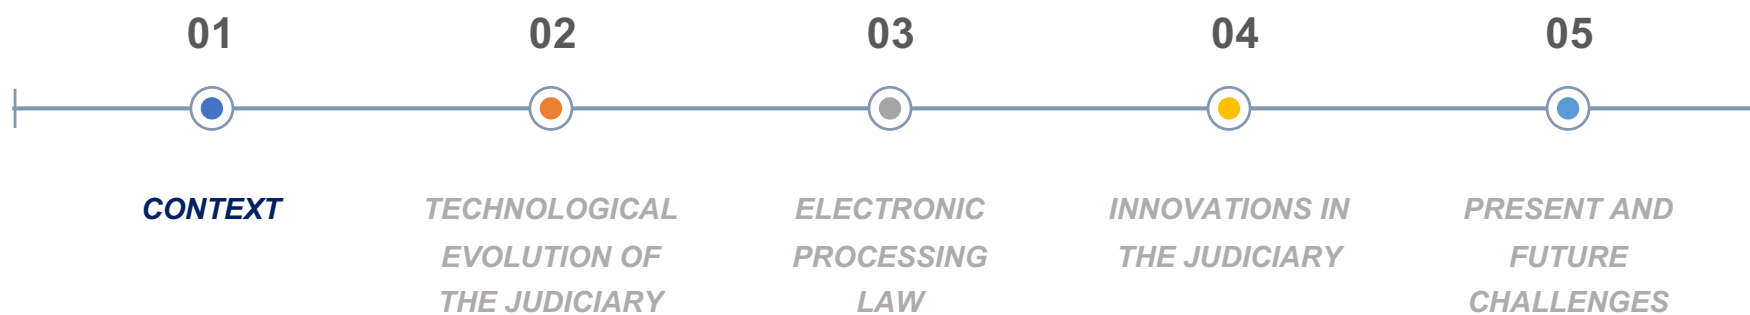 01
02
03
04
05
CONTEXT
TECHNOLOGICAL
EVOLUTION OF
THE JUDICIARY
ELECTRONIC
PROCESSING
LAW
INNOVATIONS IN
THE JUDICIARY
PRESENT AND
FUTURE
CHALLENGES